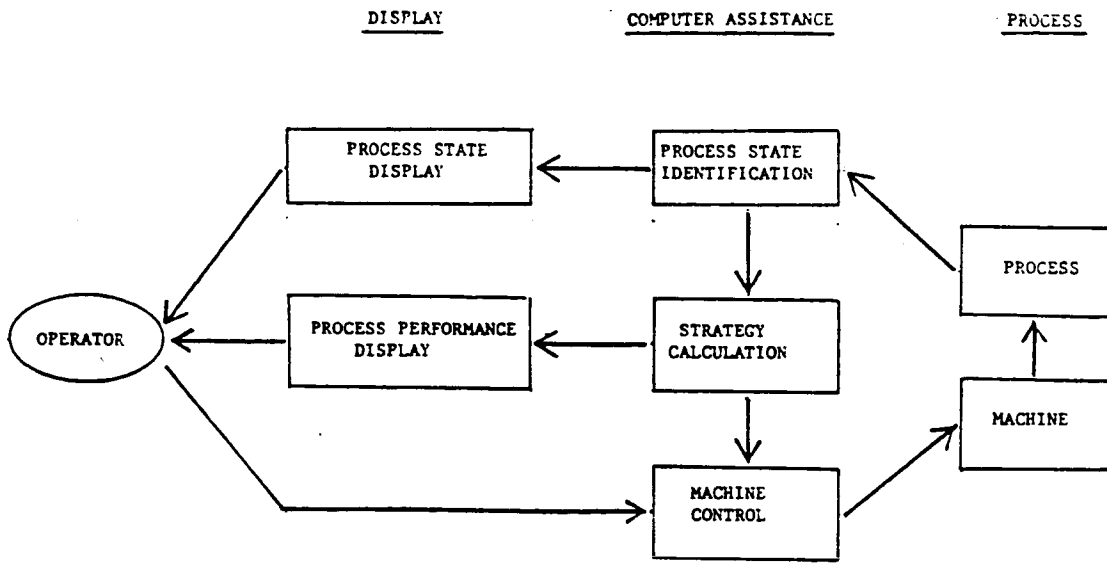 DISPLAY
COMPUTER ASSISTANCE
PROCESS
PROCESS STATE
DISPLAY
PROCESS STATE
IDENTIFICATION
PROCESS
OPERATOR
PROCESS PERFORMANCE
DISPLAY
STRATEGY
CALCULATION
MACHINE
MACHINE
CONTROL